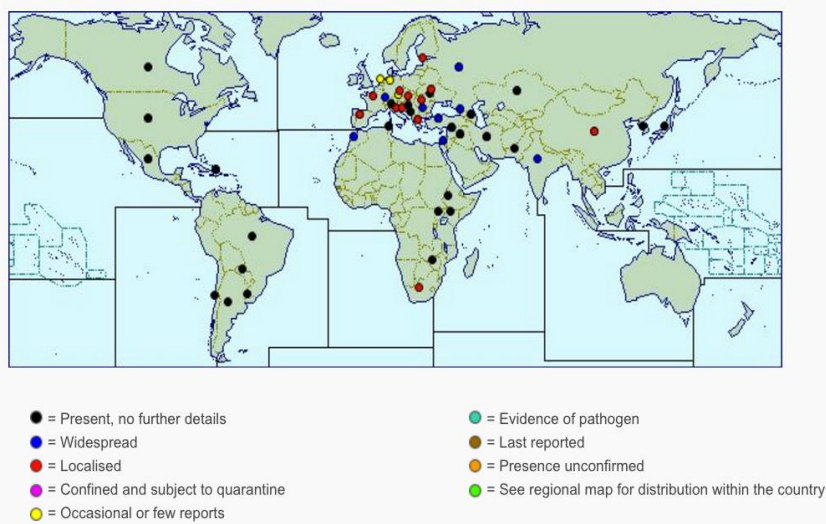 = Present, no further details
= Widespread
= Localised
= Confined and subject to quarantine
= Occasional or few reports
= Evidence of pathogen
= Last reported
= Presence unconfirmed
= See regional map for distribution within the country